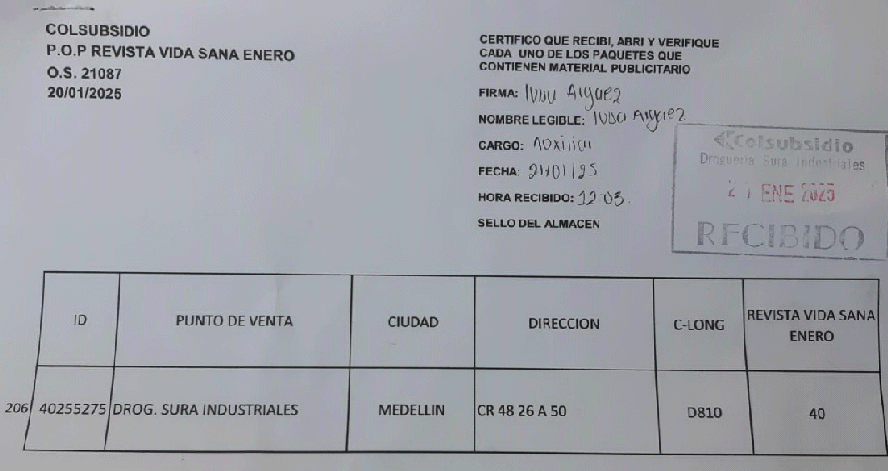 COLSUBSIDIO
P.O.P REVISTA VIDA SANA ENERO
O.S. 21087
20/01/2025
CERTIFICO QUE RECIBI, ABRI Y VERIFIQUE
CADA UNO DE LOS PAQUETES QUE
CONTIENEN MATERIAL PUBLICITARIO
FIRMA:
NOMBRE LEGIBLE:
CARGO:
FECHA: 21/01/25
HORA RECIBIDO: 12:03.
SELLO DEL ALMACEN
Colsubsidio
Drogueria Sura Industriales
21 ENE 2025
RECIBIDO
ID PUNTO DE VENTA CIUDAD DIRECCION C-LONG REVISTA VIDA SANA ENERO
206 40255275 DROG. SURA INDUSTRIALES MEDELLIN CR 48 26 A 50 D810 40